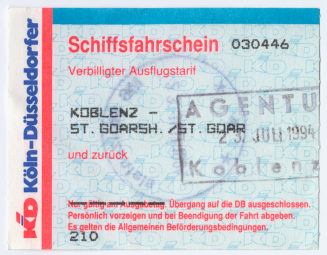 KD Köln-Düsseldorfer
Schiffsfahrschein 030446
Verbilligter Ausflugstarif
KOBLENZ -
ST.GOARSH./ST.GOAR
und zurück
AGENTU
25. JULI 1994
Koblenz
Nur gültig am Ausgabetag. Übergang auf die DB ausgeschlossen.
Persönlich vorzeigen und bei Beendigung der Fahrt abgeben.
Es gelten die Allgemeinen Beförderungsbedingungen.
210